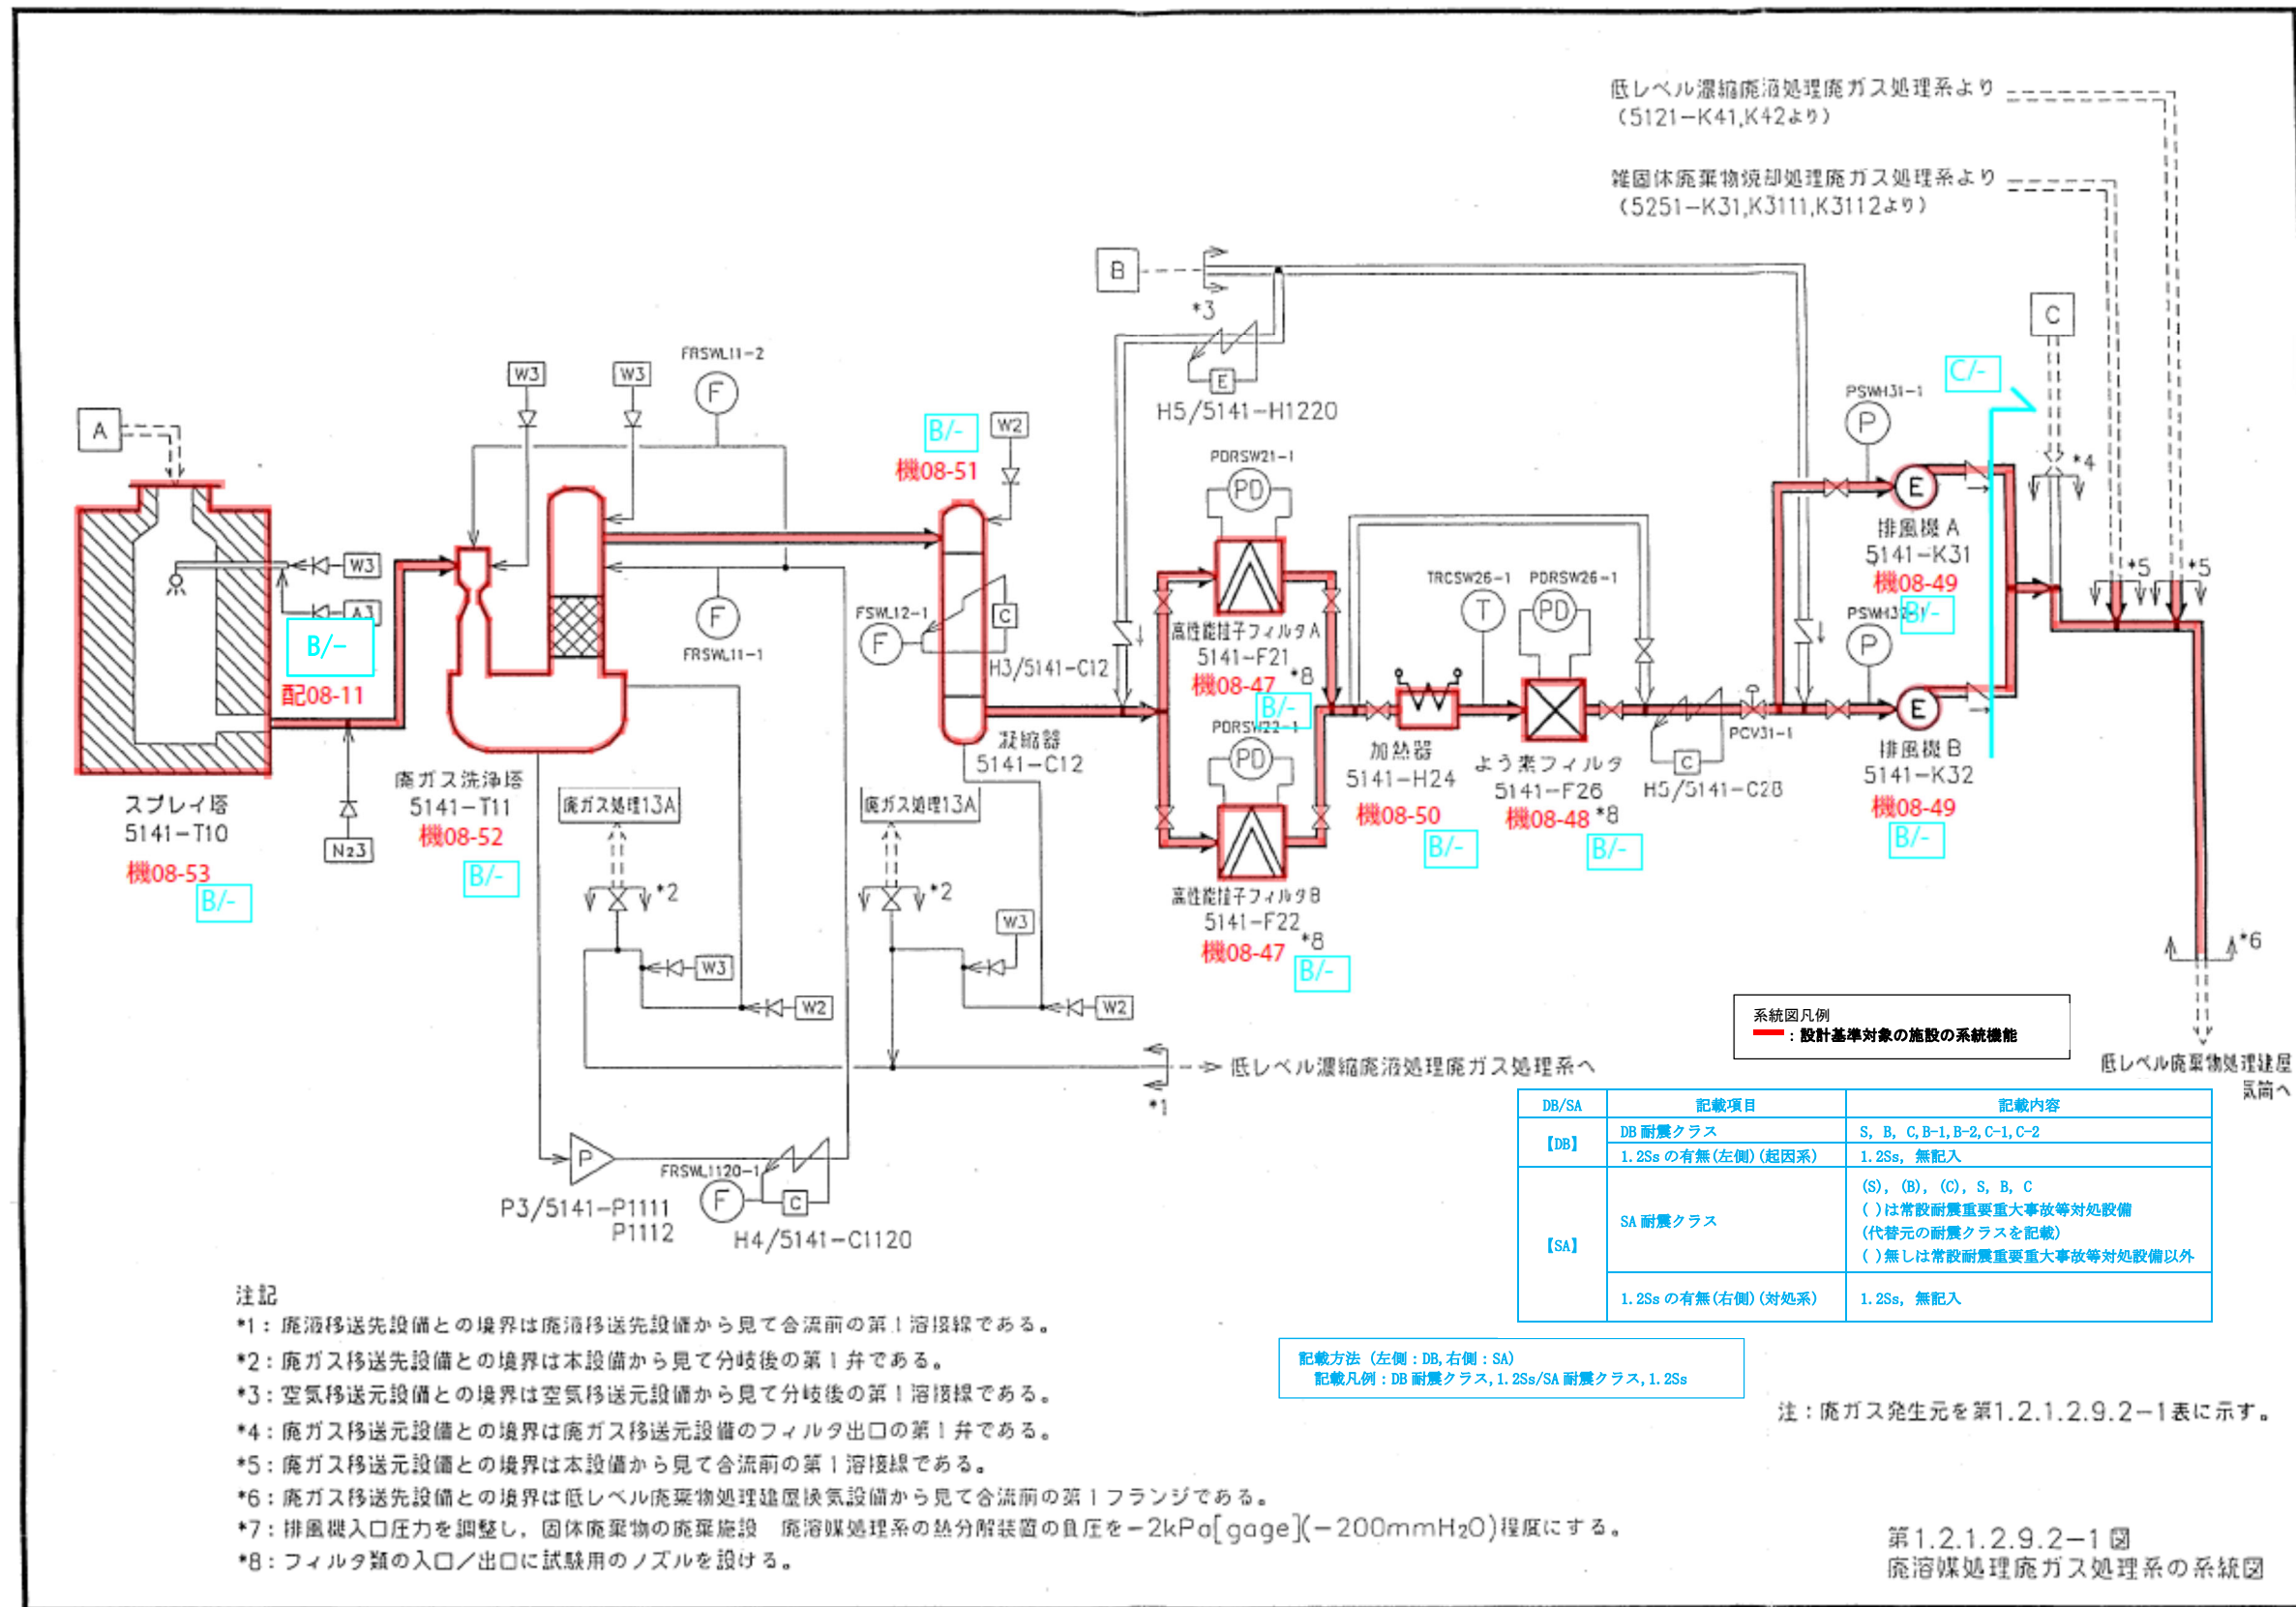 低レベル濃縮廃液処理廃ガス処理系より
(5121-K41,K42より)
雑固体廃棄物焼却処理廃ガス処理系より
(5251-K31,K3111,K3112より)
B
*3
C
C/-
*4
*5
*5
E
H5/5141-H1220
PSWH31-1
P
E
排風機A
5141-K31
機08-49
B/-
PSWH32-1
P
E
排風機B
5141-K32
機08-49
B/-
A
W3
W3
FRSWL11-2
F
B/-
機08-51
W2
W3
A3
B/-
配08-11
スプレイ塔
5141-T10
機08-53
B/-
N23
廃ガス洗浄塔
5141-T11
機08-52
B/-
F
FRSWL11-1
FSWL12-1
F
C
H3/5141-C12
凝縮器
5141-C12
PDRSW21-1
PD
高性能粒子フィルタA
5141-F21
*8
機08-47
B/-
PDRSW22-1
PD
高性能粒子フィルタB
5141-F22
*8
機08-47
B/-
TRCSW26-1
T
PDRSW26-1
PD
加熱器
5141-H24
機08-50
B/-
よう素フィルタ
5141-F26
機08-48
*8
B/-
C
H5/5141-C28
PCV31-1
廃ガス処理13A
*2
W3
W2
廃ガス処理13A
*2
W3
W2
*6
低レベル廃棄物処理建屋
気筒へ
低レベル濃縮廃液処理廃ガス処理系へ
*1
P
P3/5141-P1111
P1112
FRSWL1120-1
F
C
H4/5141-C1120
系統図凡例
:設計基準対象の施設の系統機能
DB/SA 記載項目 記載内容
【DB】 DB 耐震クラス S, B, C,B-1,B-2,C-1,C-2
1.2Ss の有無(左側)(起因系) 1.2Ss, 無記入
【SA】 SA 耐震クラス (S), (B), (C), S, B, C
( )は常設耐震重要重大事故等対処設備
(代替元の耐震クラスを記載)
( )無しは常設耐震重要重大事故等対処設備以外
1.2Ss の有無(右側)(対処系) 1.2Ss, 無記入
記載方法 (左側:DB,右側:SA)
記載凡例:DB 耐震クラス,1.2Ss/SA 耐震クラス,1.2Ss
注記
*1:廃液移送先設備との境界は廃液移送先設備から見て合流前の第1溶接線である。
*2:廃ガス移送先設備との境界は本設備から見て分岐後の第1弁である。
*3:空気移送元設備との境界は空気移送元設備から見て分岐後の第1溶接線である。
*4:廃ガス移送元設備との境界は廃ガス移送元設備のフィルタ出口の第1弁である。
*5:廃ガス移送元設備との境界は本設備から見て合流前の第1溶接線である。
*6:廃ガス移送先設備との境界は低レベル廃棄物処理建屋換気設備から見て合流前の第1フランジである。
*7:排風機入口圧力を調整し,固体廃棄物の廃棄施設 廃溶媒処理系の熱分解装置の負圧を-2kPa[gage](-200mmH2O)程度にする。
*8:フィルタ類の入口/出口に試験用のノズルを設ける。
注:廃ガス発生元を第1.2.1.2.9.2-1表に示す。
第1.2.1.2.9.2-1図
廃溶媒処理廃ガス処理系の系統図